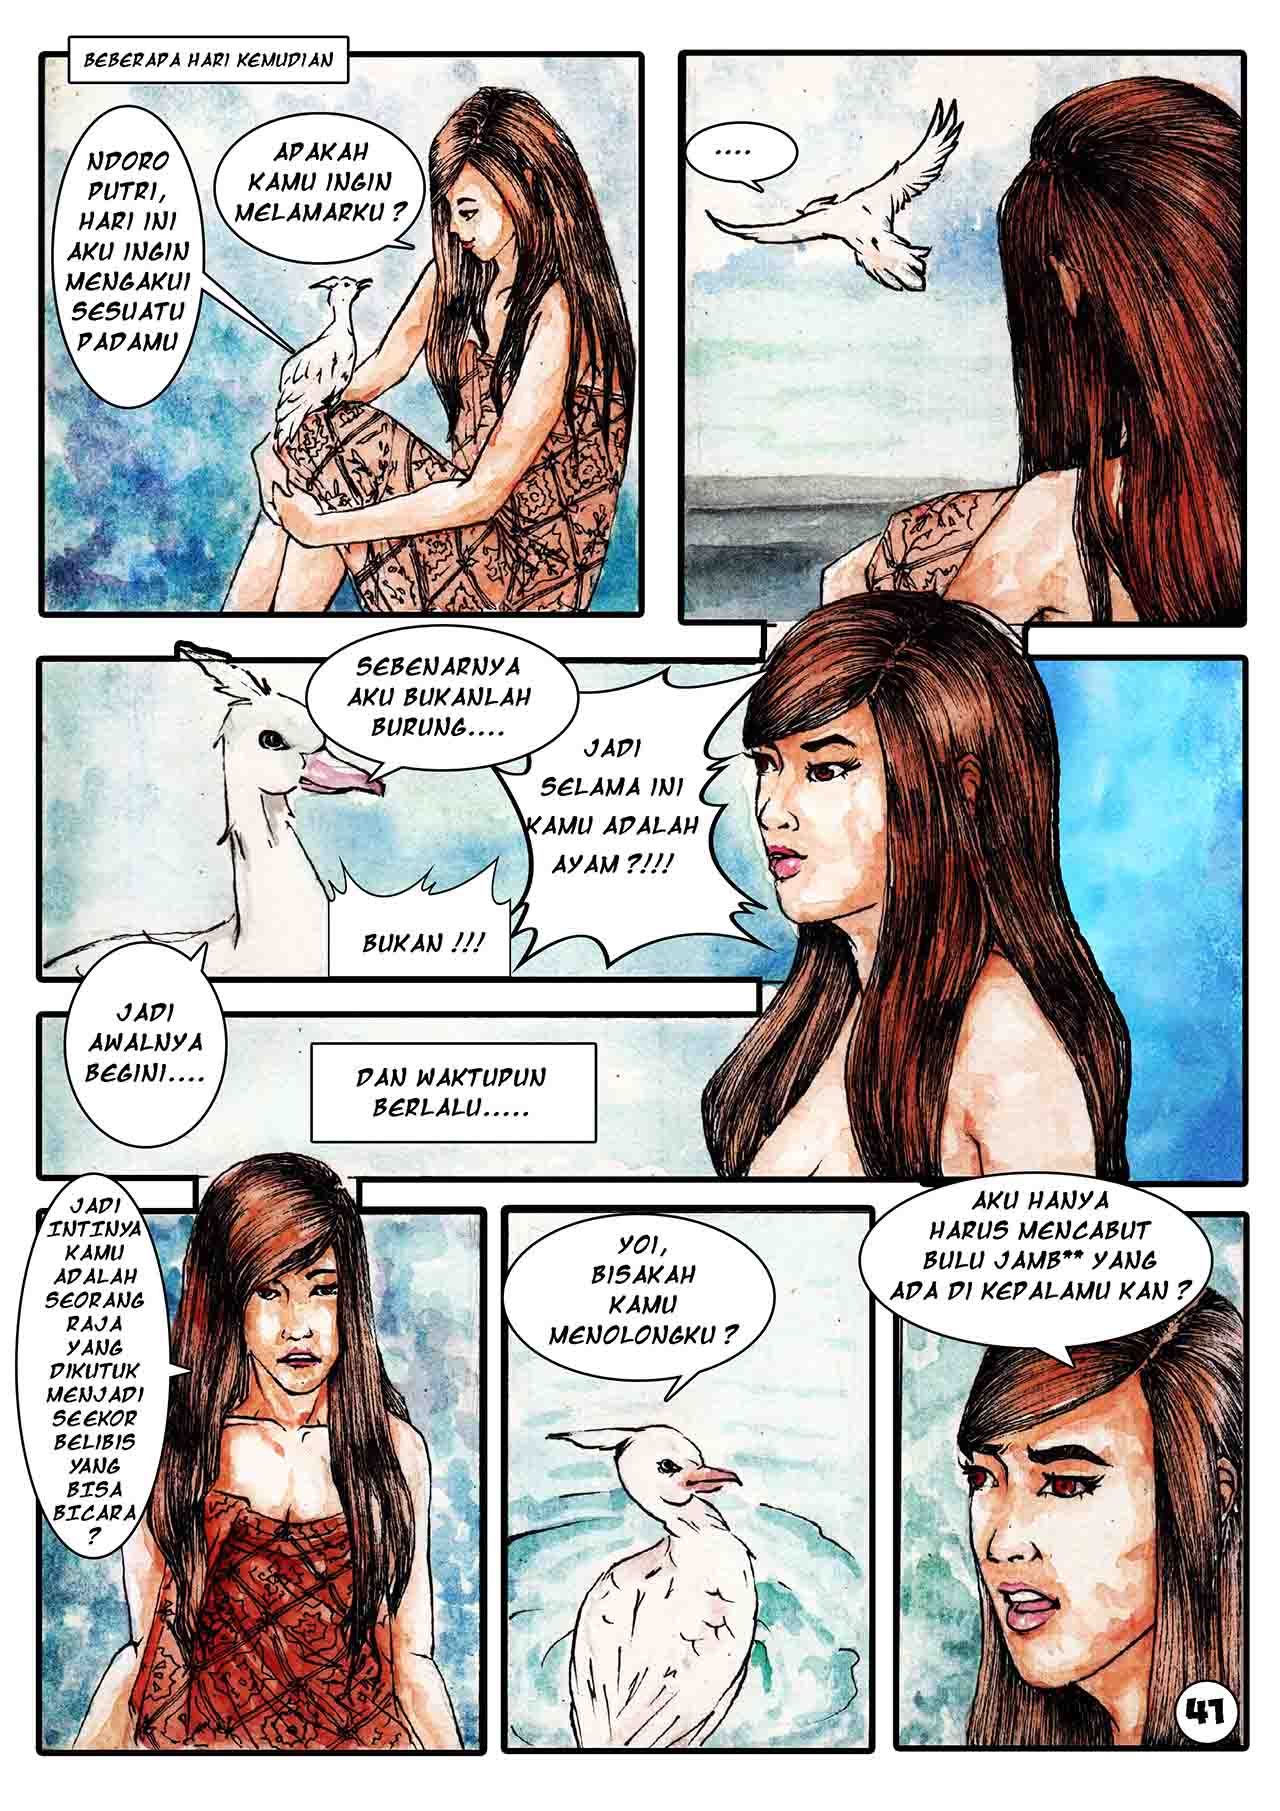 BEBERAPA HARI KEMUDIAN
NDORO
PUTRI,
HARI INI
AKU INGIN
MENGAKUI
SESUATU
PADAMU
APAKAH
KAMU INGIN
MELAMARKU ?
....
SEBENARNYA
AKU BUKANLAH
BURUNG....
JADI
SELAMA INI
KAMU ADALAH
AYAM ?!!!
BUKAN !!!
JADI
AWALNYA
BEGINI....
DAN WAKTUPUN
BERLALU.....
JADI
INTINYA
KAMU
ADALAH
SEORANG
RAJA
YANG
DIKUTUK
MENJADI
SEEKOR
BELIBIS
YANG
BISA
BICARA
?
YOI,
BISAKAH
KAMU
MENOLONGKU ?
AKU HANYA
HARUS MENCABUT
BULU JAMB** YANG
ADA DI KEPALAMU KAN ?
41